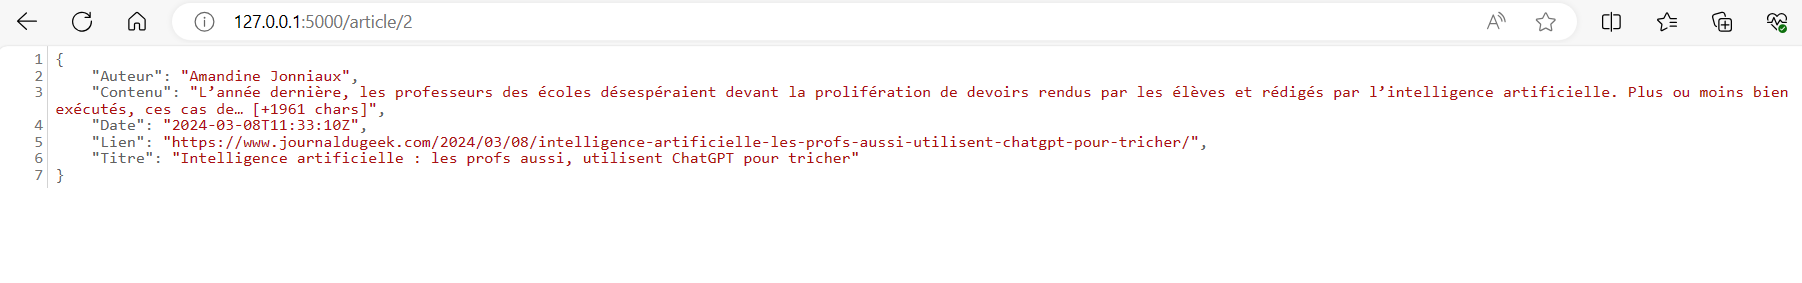 127.0.0.1:5000/article/2
1 {
2 "Auteur": "Amandine Jonniaux",
3 "Contenu": "L’année dernière, les professeurs des écoles désespéraient devant la prolifération de devoirs rendus par les élèves et rédigés par l’intelligence artificielle. Plus ou moins bien
exécutés, ces cas de… [+1961 chars]",
4 "Date": "2024-03-08T11:33:10Z",
5 "Lien": "https://www.journaldugeek.com/2024/03/08/intelligence-artificielle-les-profs-aussi-utilisent-chatgpt-pour-tricher/",
6 "Titre": "Intelligence artificielle : les profs aussi, utilisent ChatGPT pour tricher"
7 }